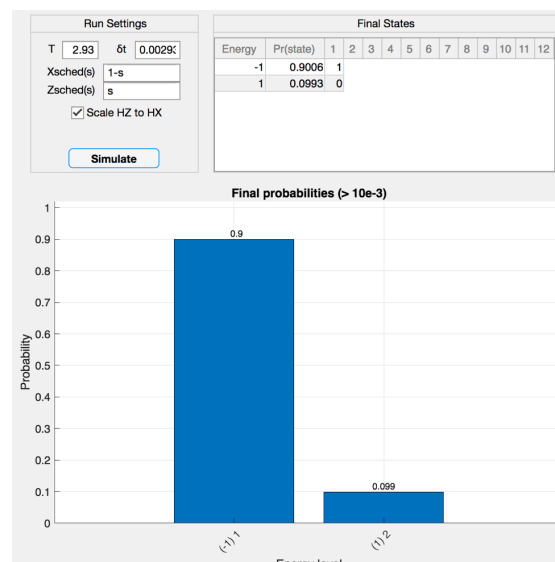 Run Settings
T 2.93 δt 0.00293
Xsched(s) 1-s
Zsched(s) s
Scale HZ to HX
Simulate
Final States
Energy Pr(state) 1 2 3 4 5 6 7 8 9 10 11 12
-1 0.9006 1
1 0.0993 0
Final probabilities (> 10e-3)
Probability
1
0.9
0.8
0.7
0.6
0.5
0.4
0.3
0.2
0.1
0
0.9
0.099
(-1) 1
(1) 2
Energy level